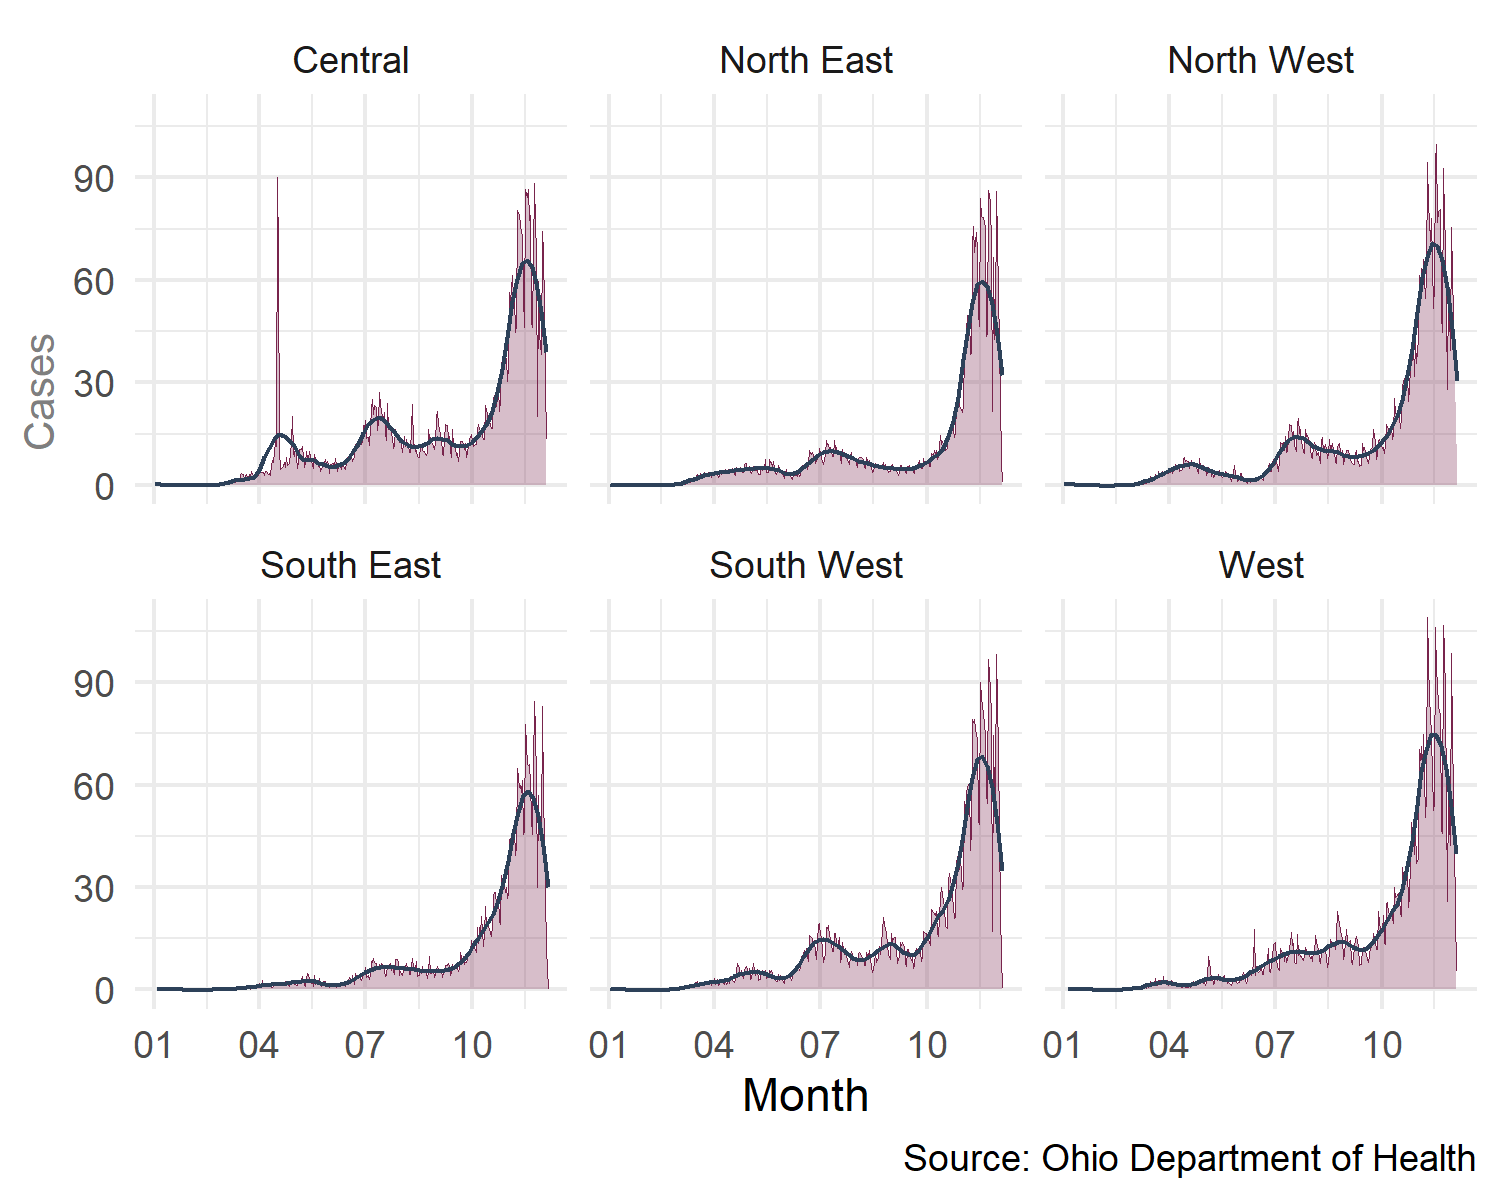 Central
North East
North West
90
60
30
0
Cases
South East
South West
West
90
60
30
0
01 04 07 10 01 04 07 10 01 04 07 10
Month
Source: Ohio Department of Health